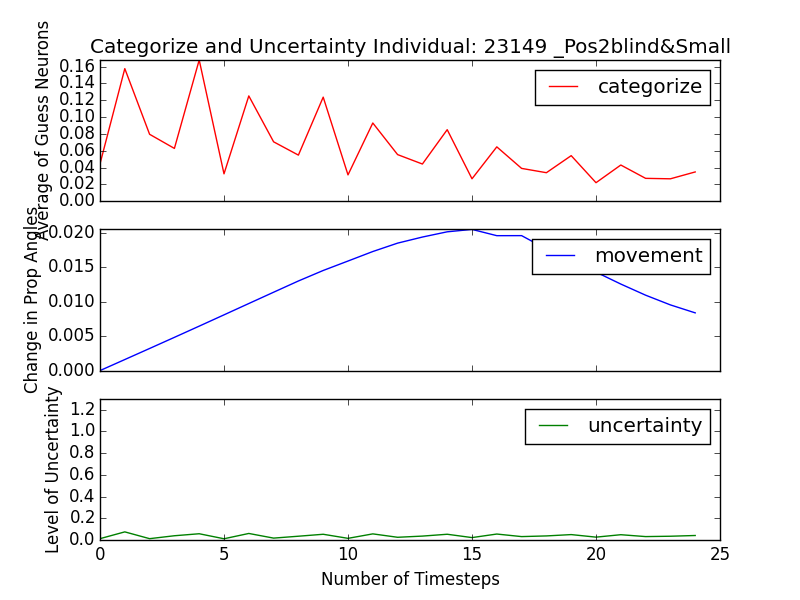 Categorize and Uncertainty Individual: 23149 _Pos2blind&Small
Average of Guess Neurons
0.16
0.14
0.12
0.10
0.08
0.06
0.04
0.02
0.00
categorize
Change in Prop Angles
0.020
0.015
0.010
0.005
0.000
movement
Level of Uncertainty
1.2
1.0
0.8
0.6
0.4
0.2
0.0
uncertainty
0 5 10 15 20 25
Number of Timesteps